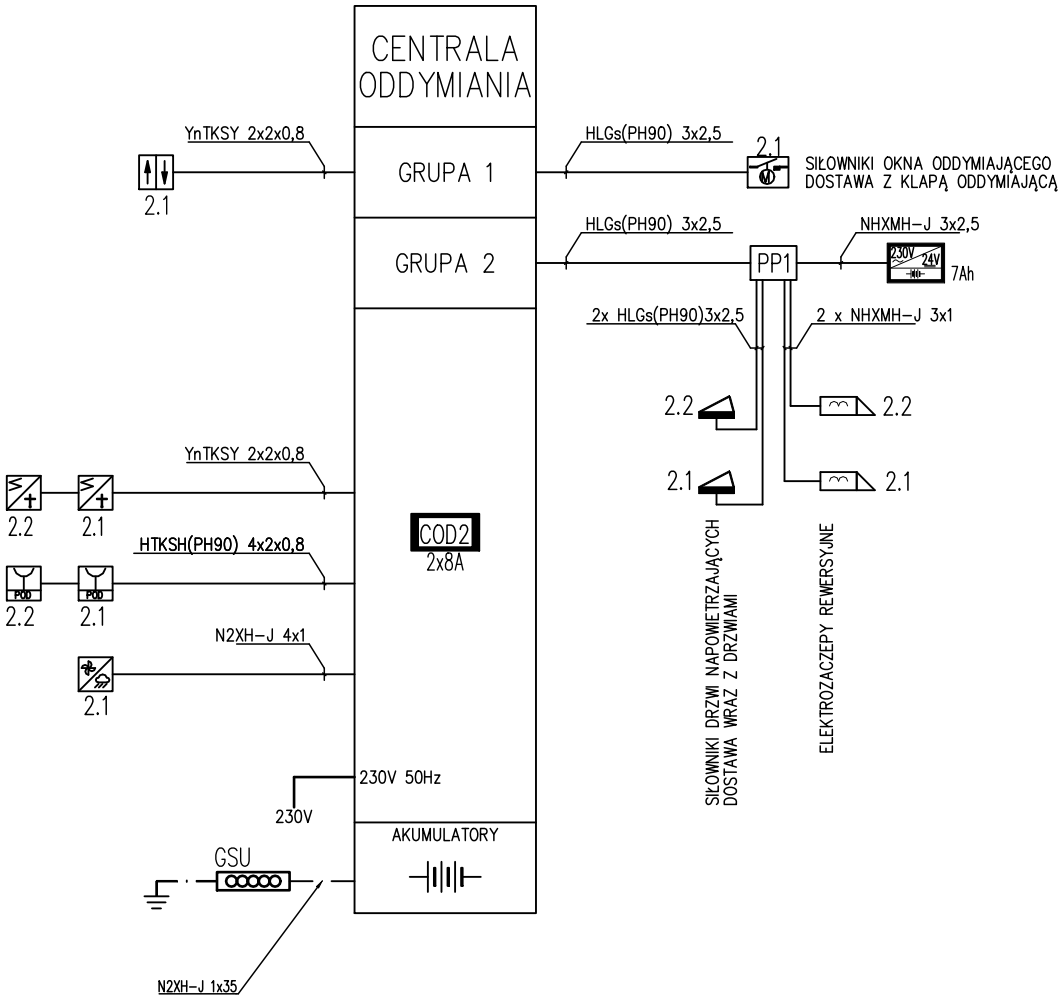 CENTRALA
ODDYMIANIA
YnTKSY 2x2x0,8
2.1
GRUPA 1
HLGs(PH90) 3x2,5
2.1
M
SIŁOWNIKI OKNA ODDYMIAJĄCEGO
DOSTAWA Z KLAPĄ ODDYMIAJĄCĄ
GRUPA 2
HLGs(PH90) 3x2,5
PP1
NHXMH-J 3x2,5
230V
24V
7Ah
2x HLGs(PH90)3x2,5
2 x NHXMH-J 3x1
2.2
2.2
2.1
2.1
SIŁOWNIKI DRZWI NAPOWIETRZAJĄCYCH
DOSTAWA WRAZ Z DRZWIAMI
ELEKTROZACZEPY REWERSYJNE
YnTKSY 2x2x0,8
2.2
2.1
COD2
2x8A
HTKSH(PH90) 4x2x0,8
POD
POD
2.2
2.1
N2XH-J 4x1
2.1
230V 50Hz
230V
AKUMULATORY
GSU
N2XH-J 1x35